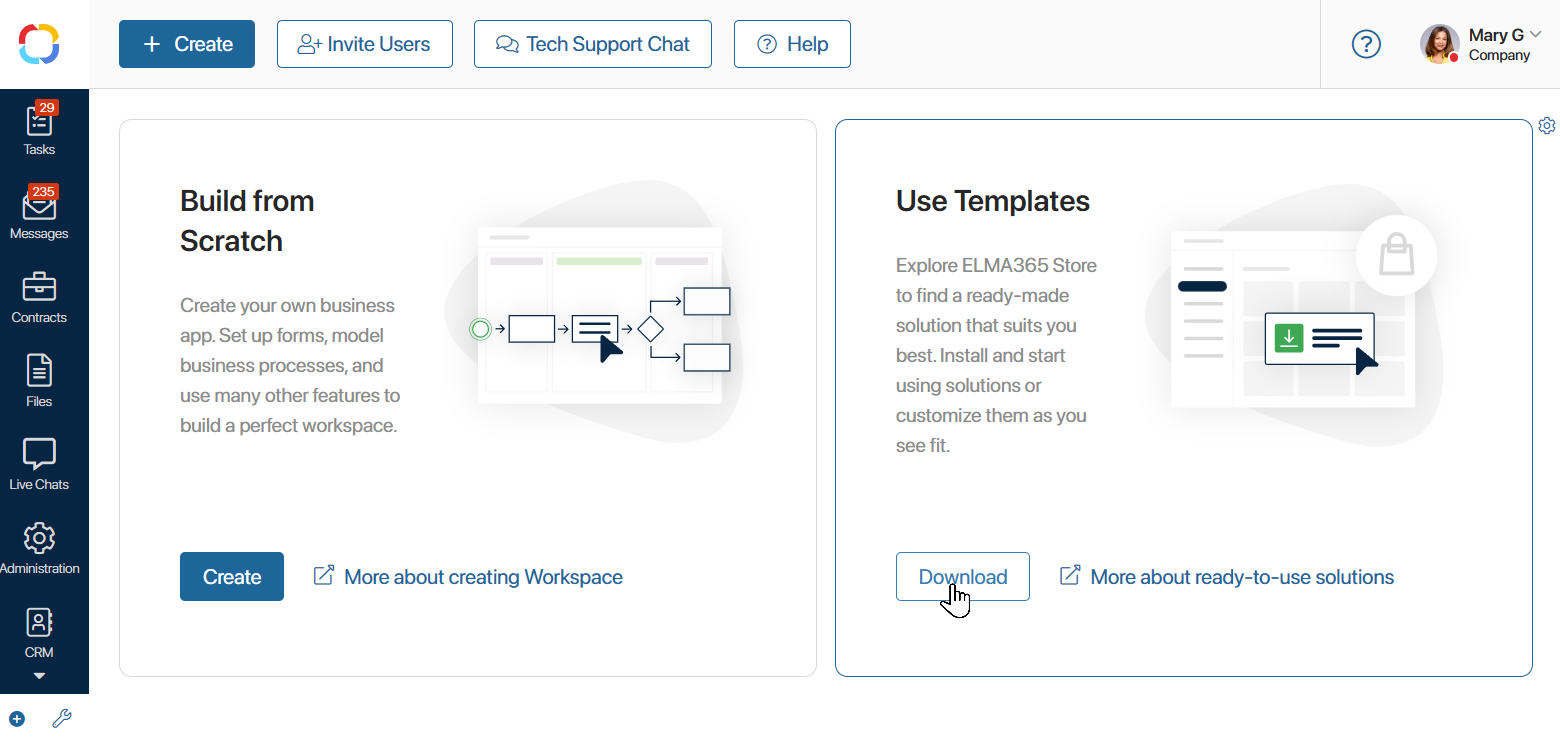 + Create
Invite Users
Tech Support Chat
Help
Mary G
Company
29
Tasks
235
Messages
Contracts
Files
Live Chats
Administration
CRM
Build from
Scratch
Create your own business
app. Set up forms, model
business processes, and
use many other features to
build a perfect workspace.
Create
More about creating Workspace
Use Templates
Explore ELMA365 Store
to find a ready-made
solution that suits you
best. Install and start
using solutions or
customize them as you
see fit.
Download
More about ready-to-use solutions